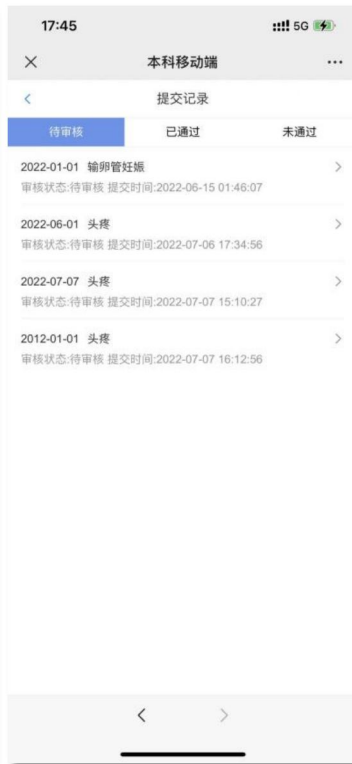 17:45
5G
本科移动端
提交记录
待审核 已通过 未通过
2022-01-01 输卵管妊娠
审核状态:待审核 提交时间:2022-06-15 01:46:07
2022-06-01 头疼
审核状态:待审核 提交时间:2022-07-06 17:34:56
2022-07-07 头疼
审核状态:待审核 提交时间:2022-07-07 15:10:27
2012-01-01 头疼
审核状态:待审核 提交时间:2022-07-07 16:12:56